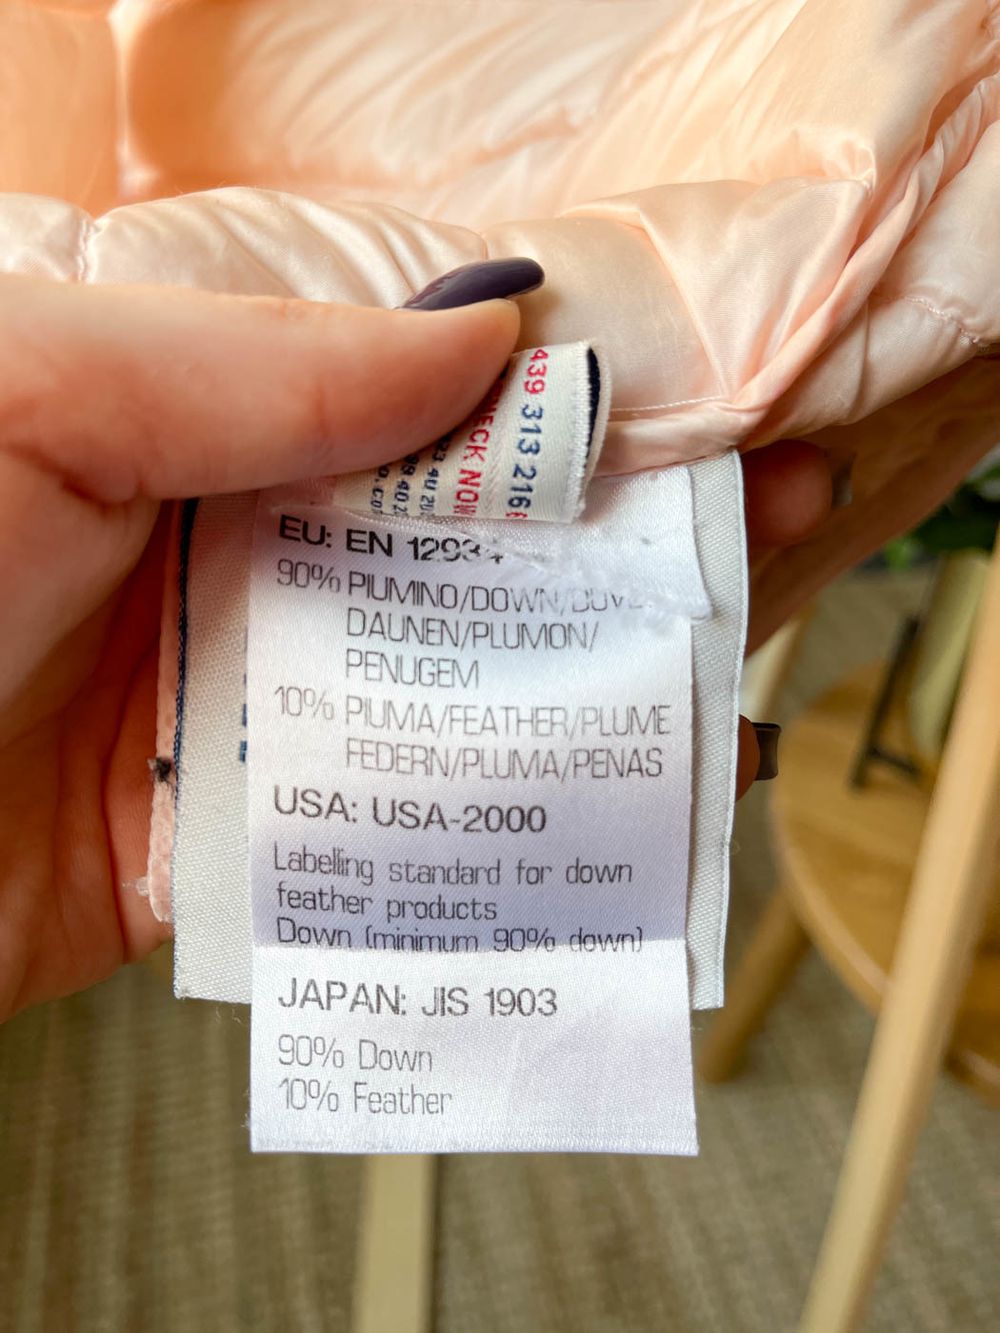 439 313 216
NECK NOW
EU: EN 12934
90% PIUMINO/DOWN/DUVET
DAUNEN/PLUMON/
PENUGEM
10% PIUMA/FEATHER/PLUME
FEDERN/PLUMA/PENAS
USA: USA-2000
Labelling standard for down
feather products
Down (minimum 90% down)
JAPAN: JIS 1903
90% Down
10% Feather